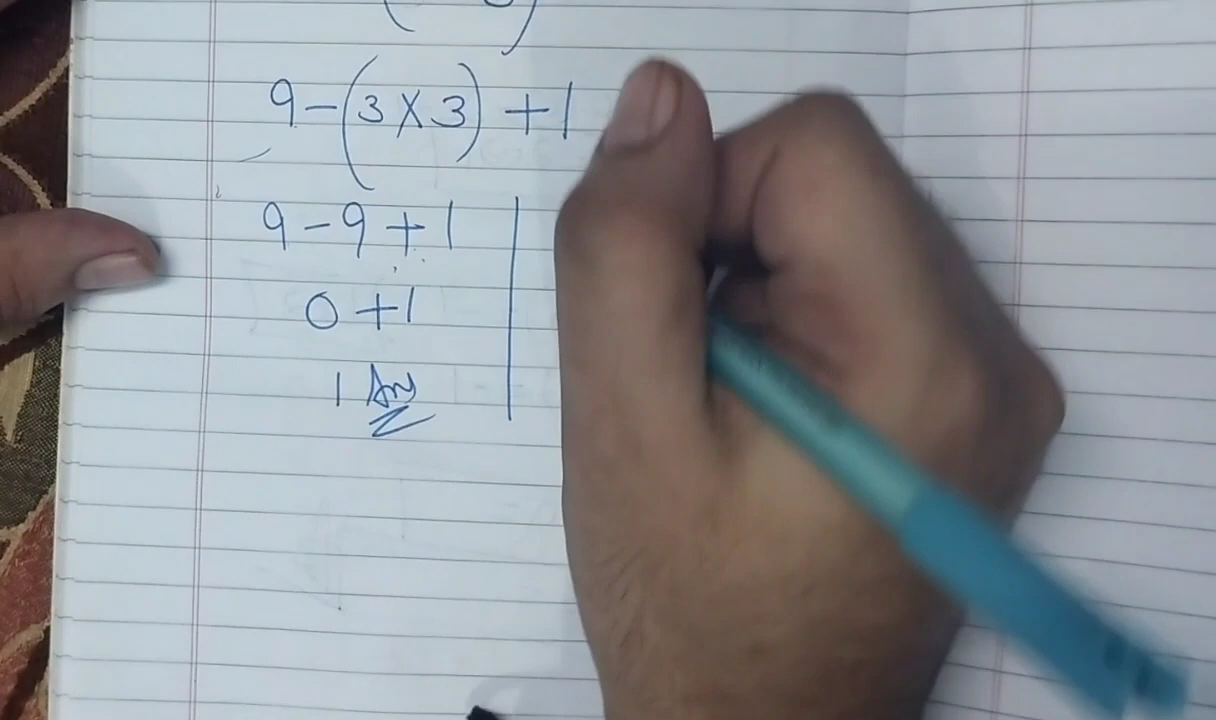 9 - (3 × 3) + 1
9 - 9 + 1
0 + 1
1 Ans